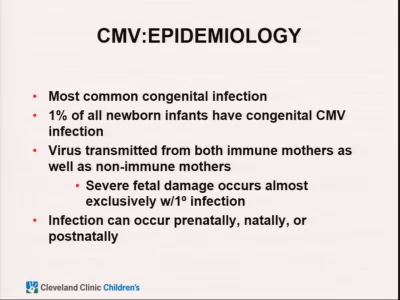 CMV:EPIDEMIOLOGY
• Most common congenital infection
• 1% of all newborn infants have congenital CMV
infection
• Virus transmitted from both immune mothers as
well as non-immune mothers
• Severe fetal damage occurs almost
exclusively w/1º infection
• Infection can occur prenatally, natally, or
postnatally
Cleveland Clinic Children's